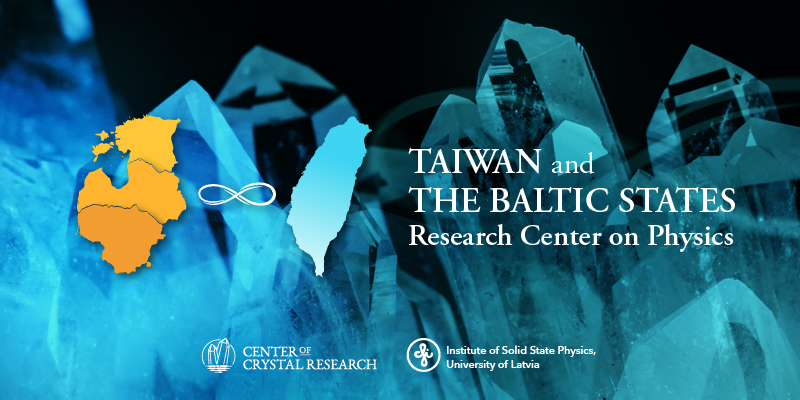 TAIWAN and
THE BALTIC STATES
Research Center on Physics
CENTER OF
CRYSTAL RESEARCH
Institute of Solid State Physics,
University of Latvia